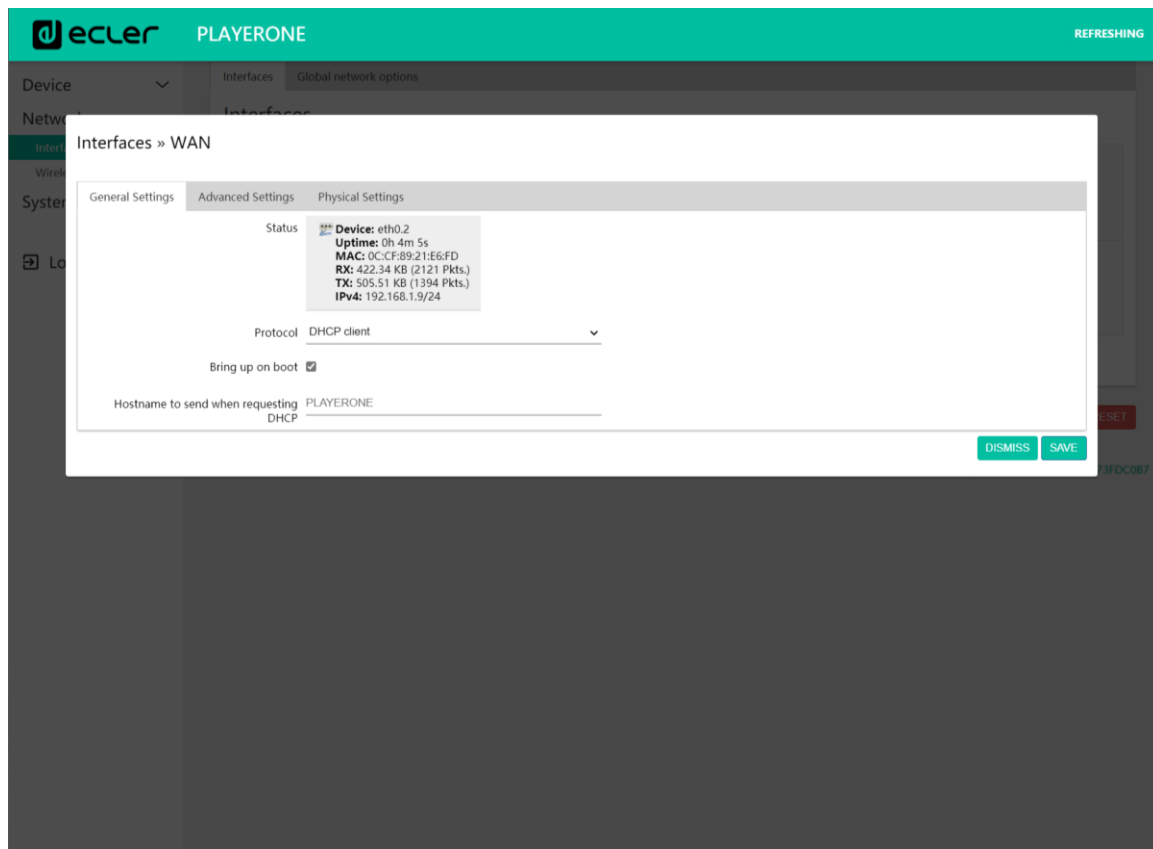 ecler PLAYERONE REFRESHING
Device
Interfaces Global network options
Interfaces
Interfaces » WAN
General Settings Advanced Settings Physical Settings
Status
Device: eth0.2
Uptime: 0h 4m 5s
MAC: 0C:CF:89:21:E6:FD
RX: 422.34 KB (2121 Pkts.)
TX: 505.51 KB (1394 Pkts.)
IPv4: 192.168.1.9/24
Protocol DHCP client
Bring up on boot
Hostname to send when requesting DHCP PLAYERONE
DISMISS SAVE
73FDC0B7